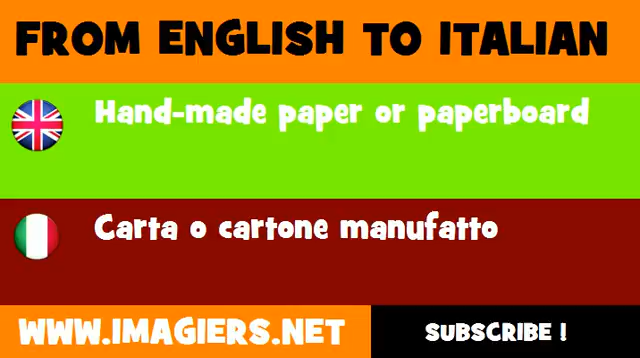 FROM ENGLISH TO ITALIAN
Hand-made paper or paperboard
Carta o cartone manufatto
WWW.IMAGIERS.NET
SUBSCRIBE !